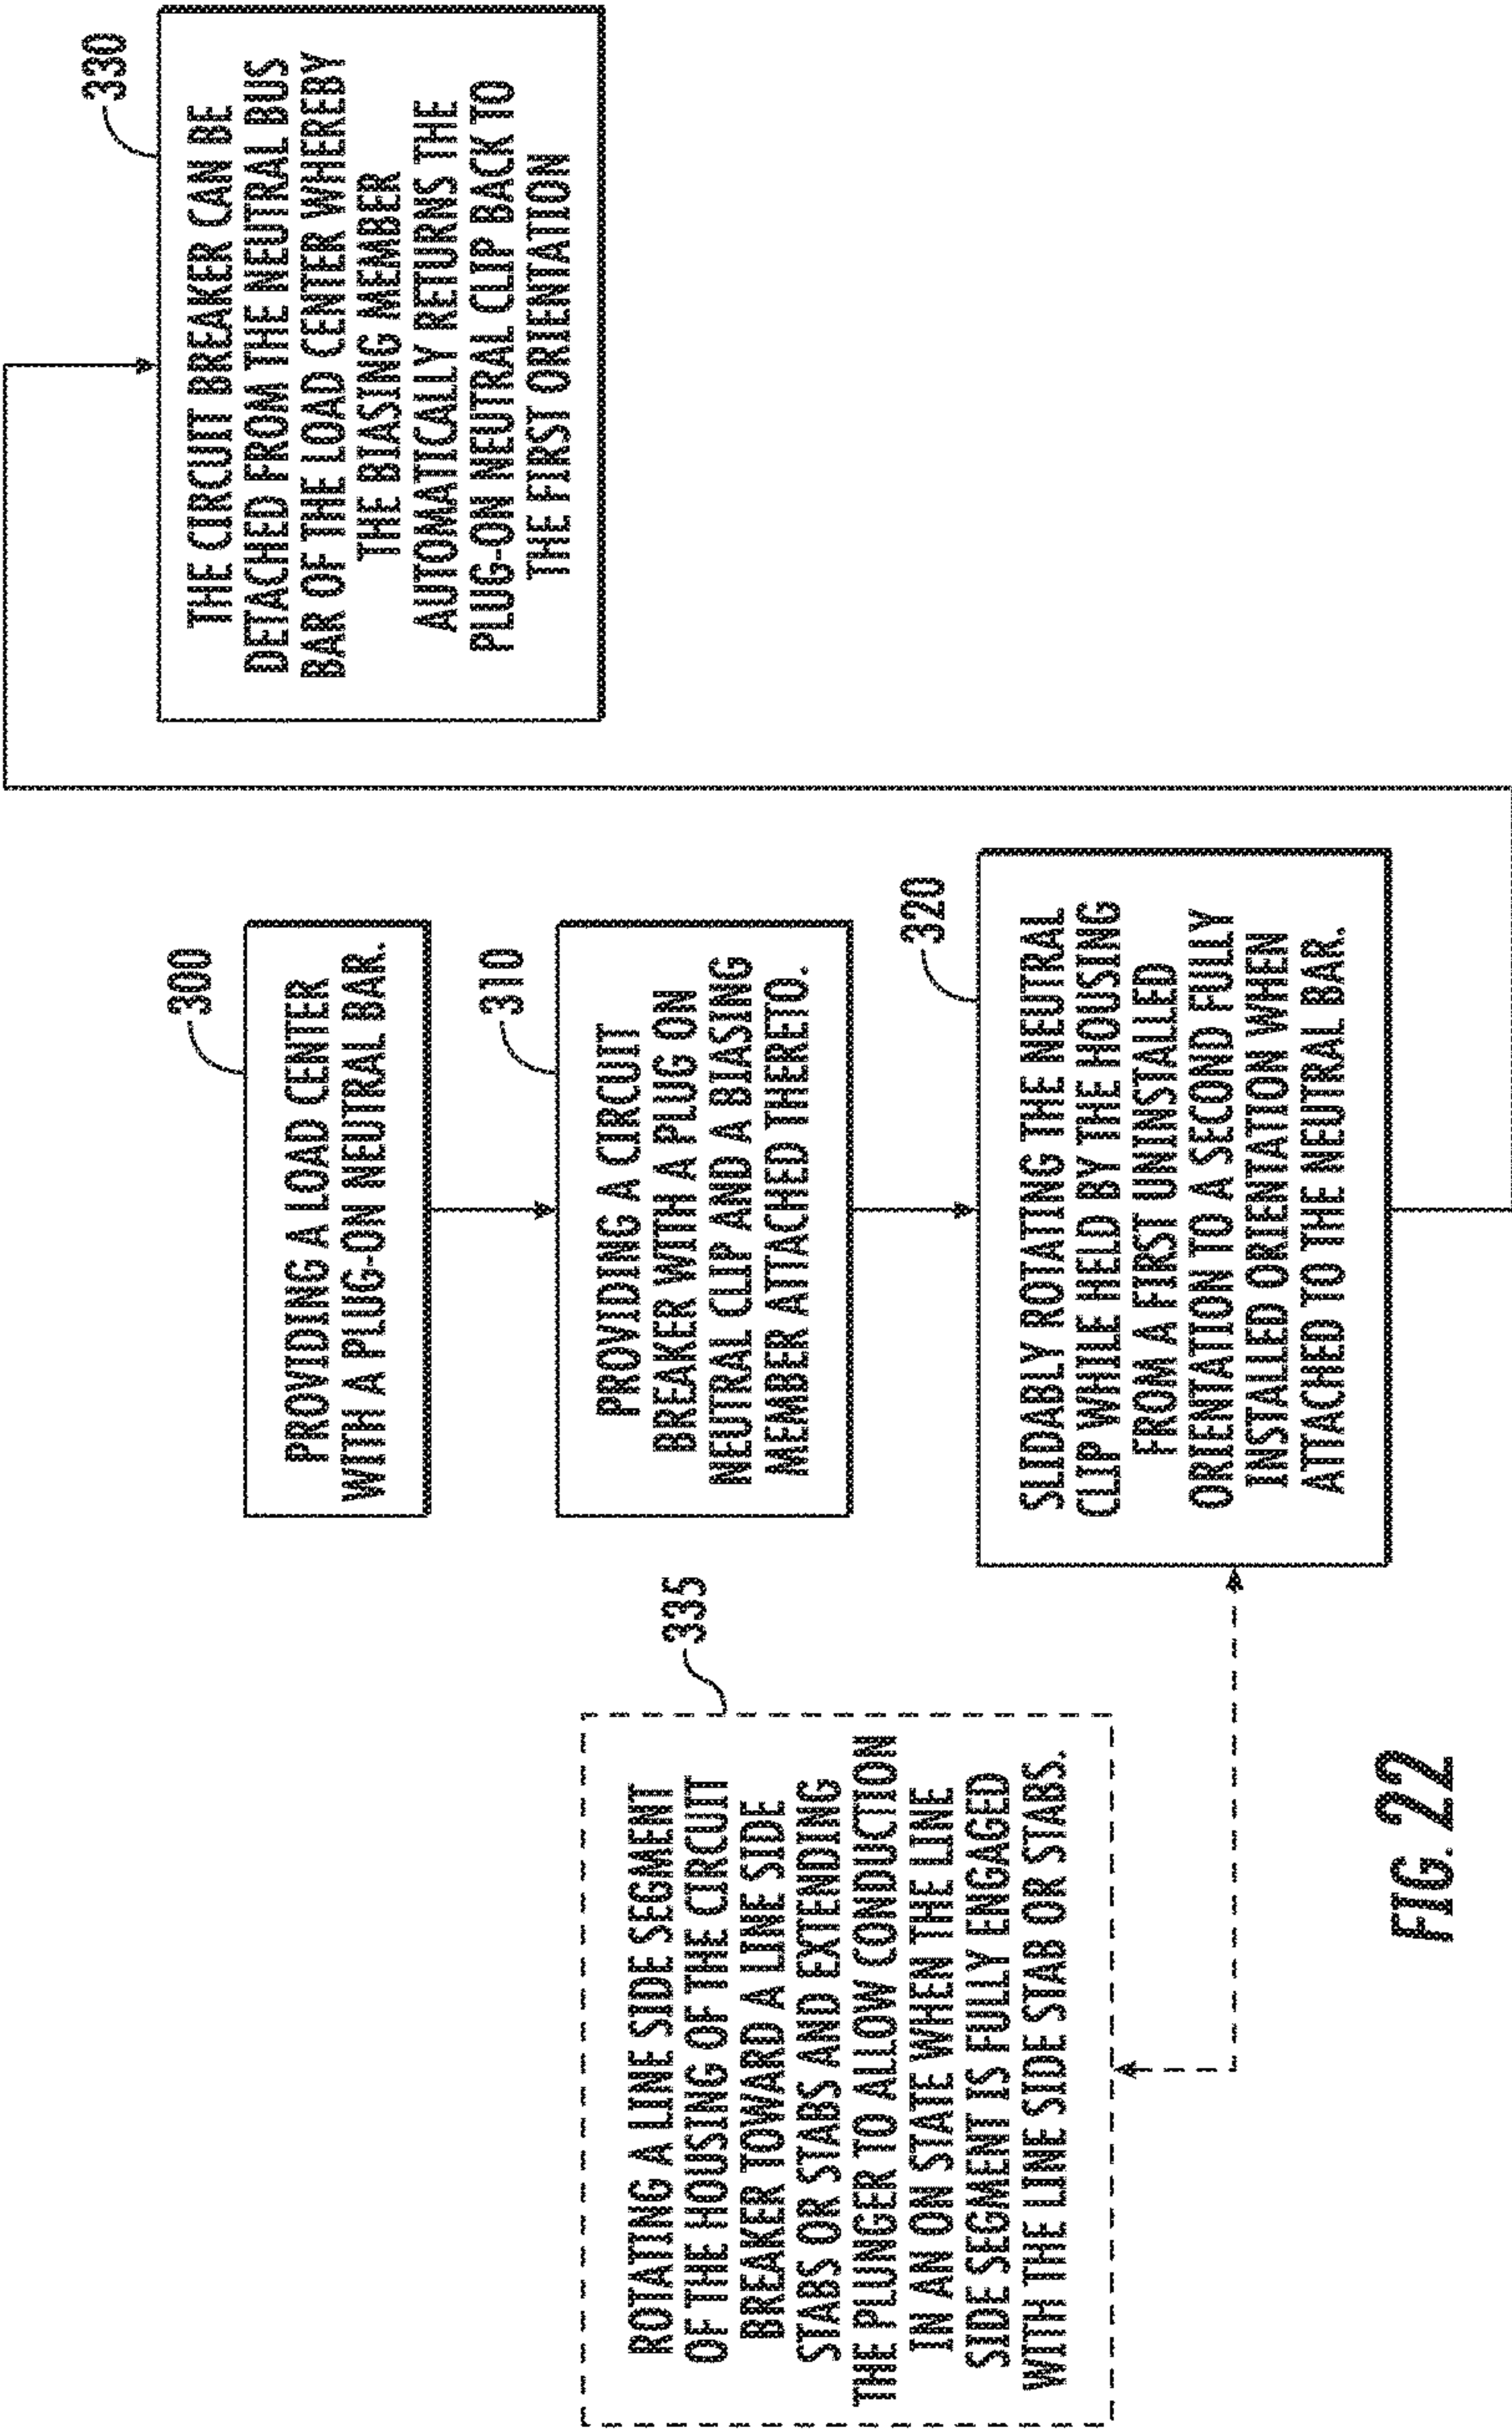 300
PROVIDING A LOAD CENTER
WITH A PLUG-ON NEUTRAL BAR.
310
PROVIDING A CIRCUIT
BREAKER WITH A PLUG ON
NEUTRAL CLIP AND A BIASING
MEMBER ATTACHED THERETO.
320
SLIDABLY ROTATING THE NEUTRAL
CLIP WHILE HELD BY THE HOUSING
FROM A FIRST UNINSTALLED
ORIENTATION TO A SECOND FULLY
INSTALLED ORIENTATION WHEN
ATTACHED TO THE NEUTRAL BAR.
335
ROTATING A LINE SIDE SEGMENT
OF THE HOUSING OF THE CIRCUIT
BREAKER TOWARD A LINE SIDE
STABS OR STABS AND EXTENDING
THE PLUNGER TO ALLOW CONDUCTION
IN AN ON STATE WHEN THE LINE
SIDE SEGMENT IS FULLY ENGAGED
WITH THE LINE SIDE STAB OR STABS.
330
THE CIRCUIT BREAKER CAN BE
DETACHED FROM THE NEUTRAL BUS
BAR OF THE LOAD CENTER WHEREBY
THE BIASING MEMBER
AUTOMATICALLY RETURNS THE
PLUG-ON NEUTRAL CLIP BACK TO
THE FIRST ORIENTATION
FIG. 22